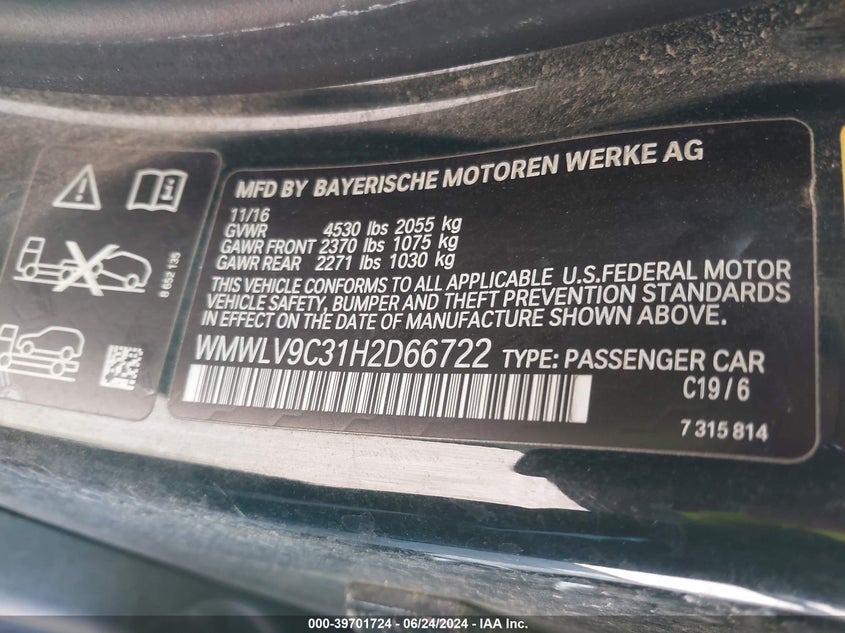 MFD BY BAYERISCHE MOTOREN WERKE AG
11/16
GVWR 4530 lbs 2055 kg
GAWR FRONT 2370 lbs 1075 kg
GAWR REAR 2271 lbs 1030 kg
THIS VEHICLE CONFORMS TO ALL APPLICABLE U.S.FEDERAL MOTOR
VEHICLE SAFETY, BUMPER AND THEFT PREVENTION STANDARDS
IN EFFECT ON THE DATE OF MANUFACTURE SHOWN ABOVE.
WMWLV9C31H2D66722 TYPE: PASSENGER CAR
C19/6
7 315 814
8 652 135
000-39701724 - 06/24/2024 - IAA Inc.